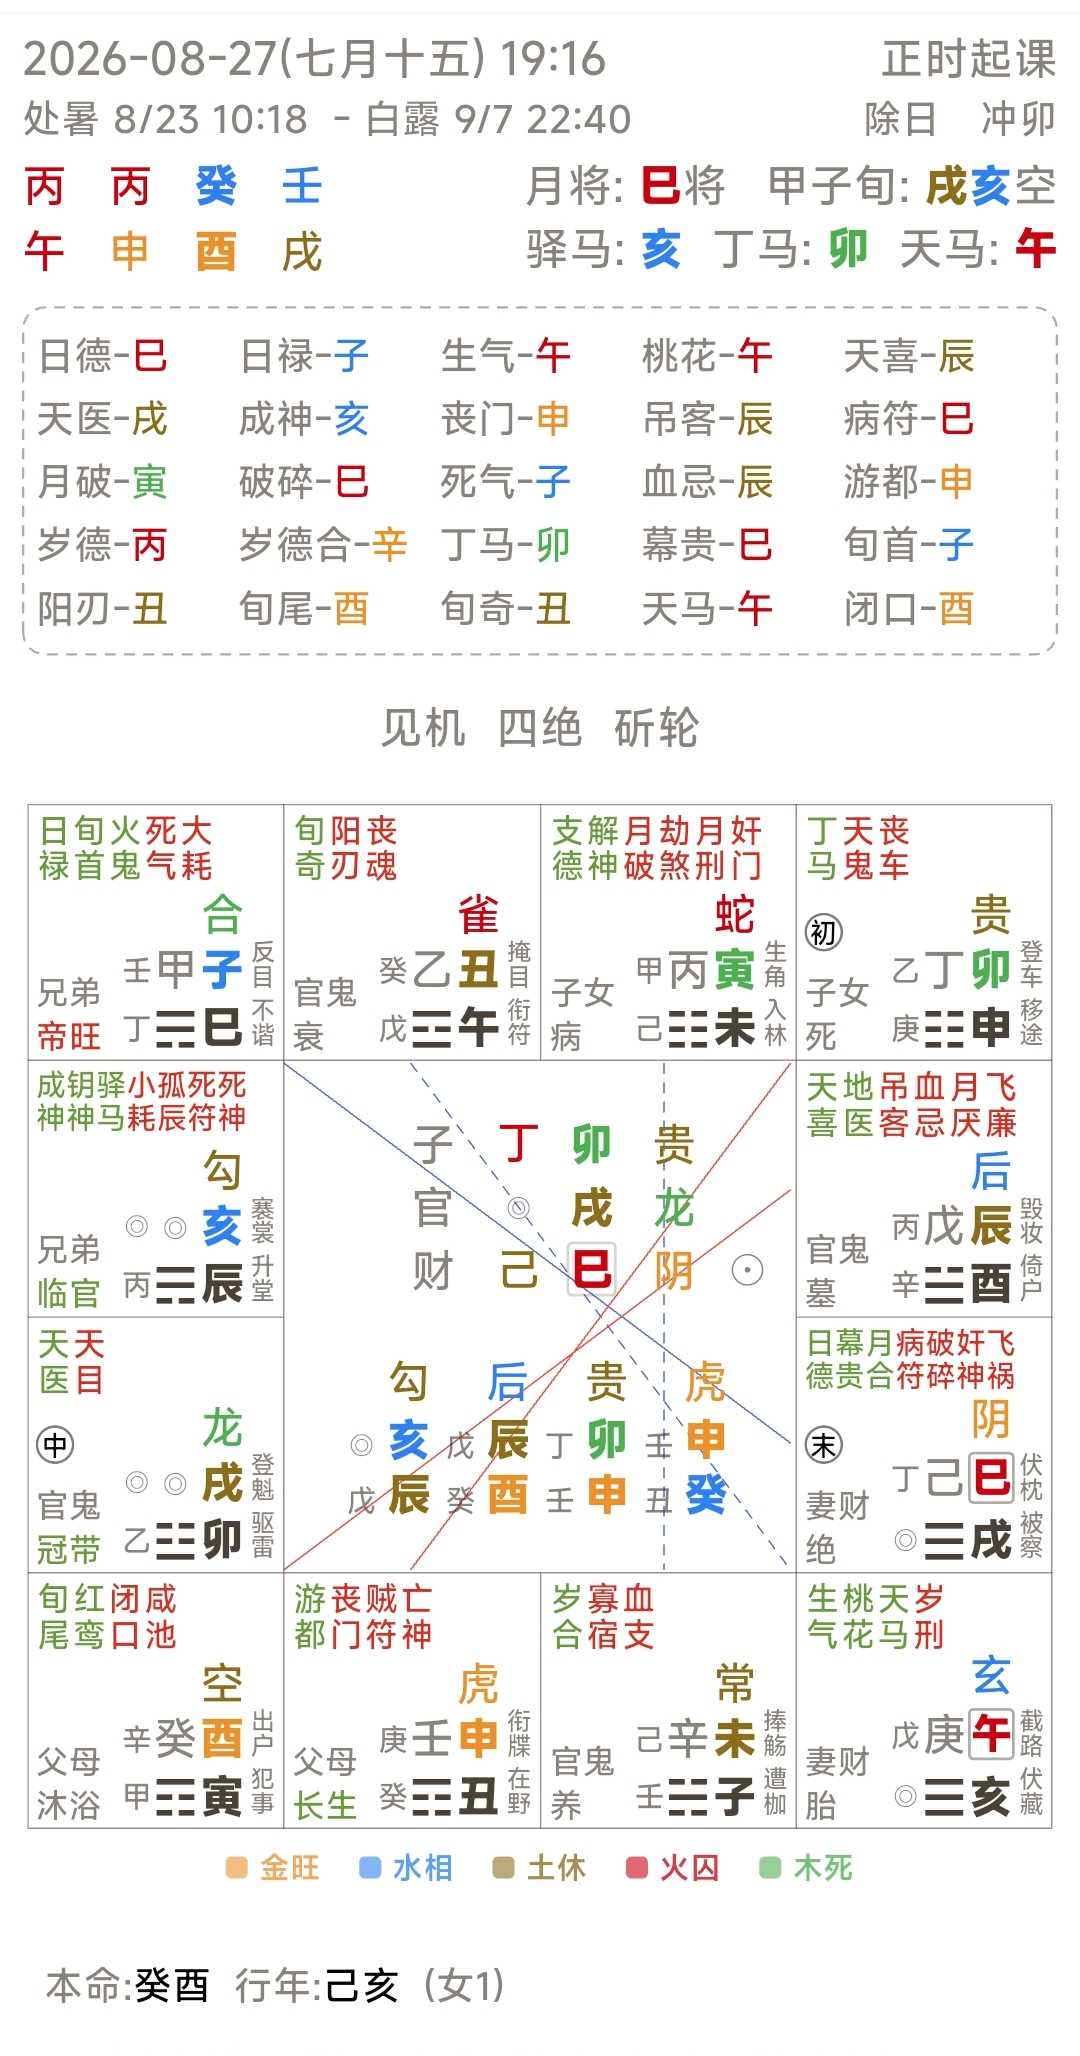 2026-08-27(七月十五) 19:16 正时起课
处暑 8/23 10:18 - 白露 9/7 22:40 除日 冲卯
丙 丙 癸 壬 月将: 巳将 甲子旬: 戌亥空
午 申 酉 戌 驿马: 亥 丁马: 卯 天马: 午
日德-巳 日禄-子 生气-午 桃花-午 天喜-辰
天医-戌 成神-亥 丧门-申 吊客-辰 病符-巳
月破-寅 破碎-巳 死气-子 血忌-辰 游都-申
岁德-丙 岁德合-辛 丁马-卯 幕贵-巳 旬首-子
阳刃-丑 旬尾-酉 旬奇-丑 天马-午 闭口-酉
见机 四绝 斫轮
日旬火死大
禄首鬼气耗
合
壬甲子 反目
兄弟
帝旺 丁☴巳 不谐
旬阳丧
奇刃魂
雀
癸乙丑 掩目
官鬼
衰 戊☲午 衔符
支解月劫月奸
德神破煞刑门
蛇
甲丙寅 生角
子女
病 己☷未 入林
丁天丧
马鬼车
初 贵
乙丁卯 登车
子女
死 庚☷申 移途
成钥驿小孤死死
神神马耗辰符神
勾
◎◎亥 褰裳
兄弟
临官 丙☴辰 升堂
天地吊血月飞
喜医客忌厌廉
后
丙戊辰 毁妆
官鬼
墓 辛☱酉 倚户
子 丁 卯 贵
官 ◎ 戌 龙
财 己 巳 阴 ☉
勾 后 贵 虎
◎亥 戊辰 丁卯 壬申
戊辰 癸酉 壬申 丑癸
天天
医目
中 龙
◎◎戌 登魁
官鬼
冠带 乙☳卯 驱雷
日幕月病破奸飞
德贵合符碎神祸
末 阴
丁己巳 伏枕
妻财
绝 ◎☰戌 被察
旬红闭咸
尾鸾口池
空
辛癸酉 出户
父母
沐浴 甲☶寅 犯事
游丧贼亡
都门符神
虎
庚壬申 衔牒
父母
长生 癸☶丑 在野
岁寡血
合宿支
常
己辛未 捧觞
官鬼
养 壬☵子 遭枷
生桃天岁
气花马刑
玄
戊庚午 截路
妻财
胎 ◎☰亥 伏藏
金旺 水相 土休 火囚 木死
本命:癸酉 行年:己亥 (女1)